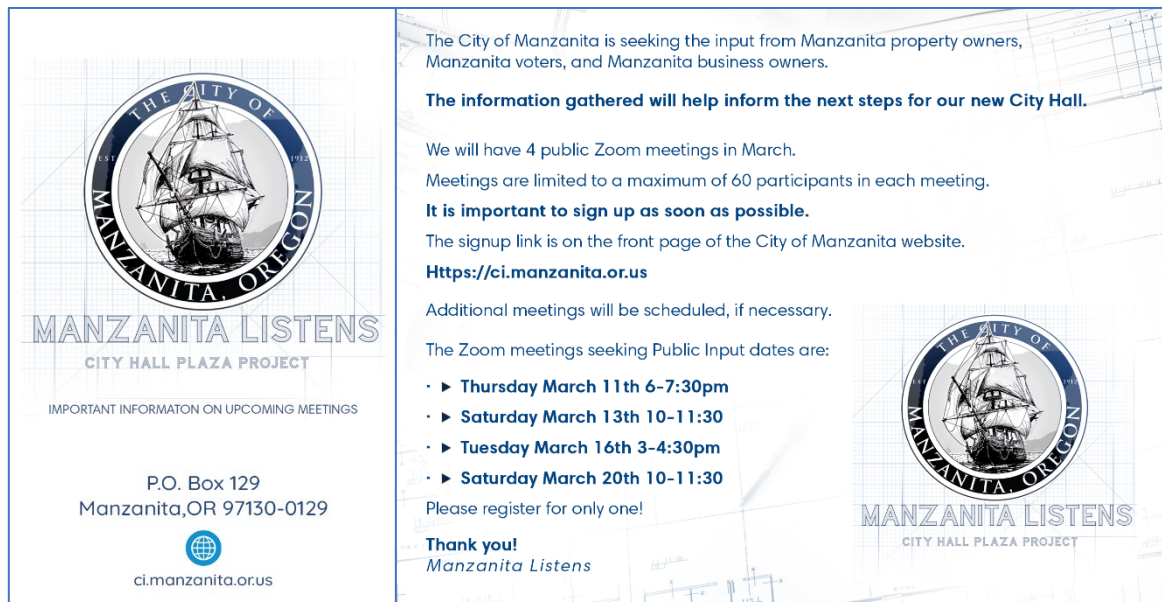 THE CITY OF
EST
1912
MANZANITA, OREGON
MANZANITA LISTENS
CITY HALL PLAZA PROJECT
IMPORTANT INFORMATON ON UPCOMING MEETINGS
P.O. Box 129
Manzanita,OR 97130-0129
ci.manzanita.or.us
The City of Manzanita is seeking the input from Manzanita property owners,
Manzanita voters, and Manzanita business owners.
The information gathered will help inform the next steps for our new City Hall.
We will have 4 public Zoom meetings in March.
Meetings are limited to a maximum of 60 participants in each meeting.
It is important to sign up as soon as possible.
The signup link is on the front page of the City of Manzanita website.
Https://ci.manzanita.or.us
Additional meetings will be scheduled, if necessary.
The Zoom meetings seeking Public Input dates are:
· ► Thursday March 11th 6-7:30pm
· ► Saturday March 13th 10-11:30
· ► Tuesday March 16th 3-4:30pm
· ► Saturday March 20th 10-11:30
Please register for only one!
Thank you!
Manzanita Listens
THE CITY OF
EST
1912
MANZANITA, OREGON
MANZANITA LISTENS
CITY HALL PLAZA PROJECT